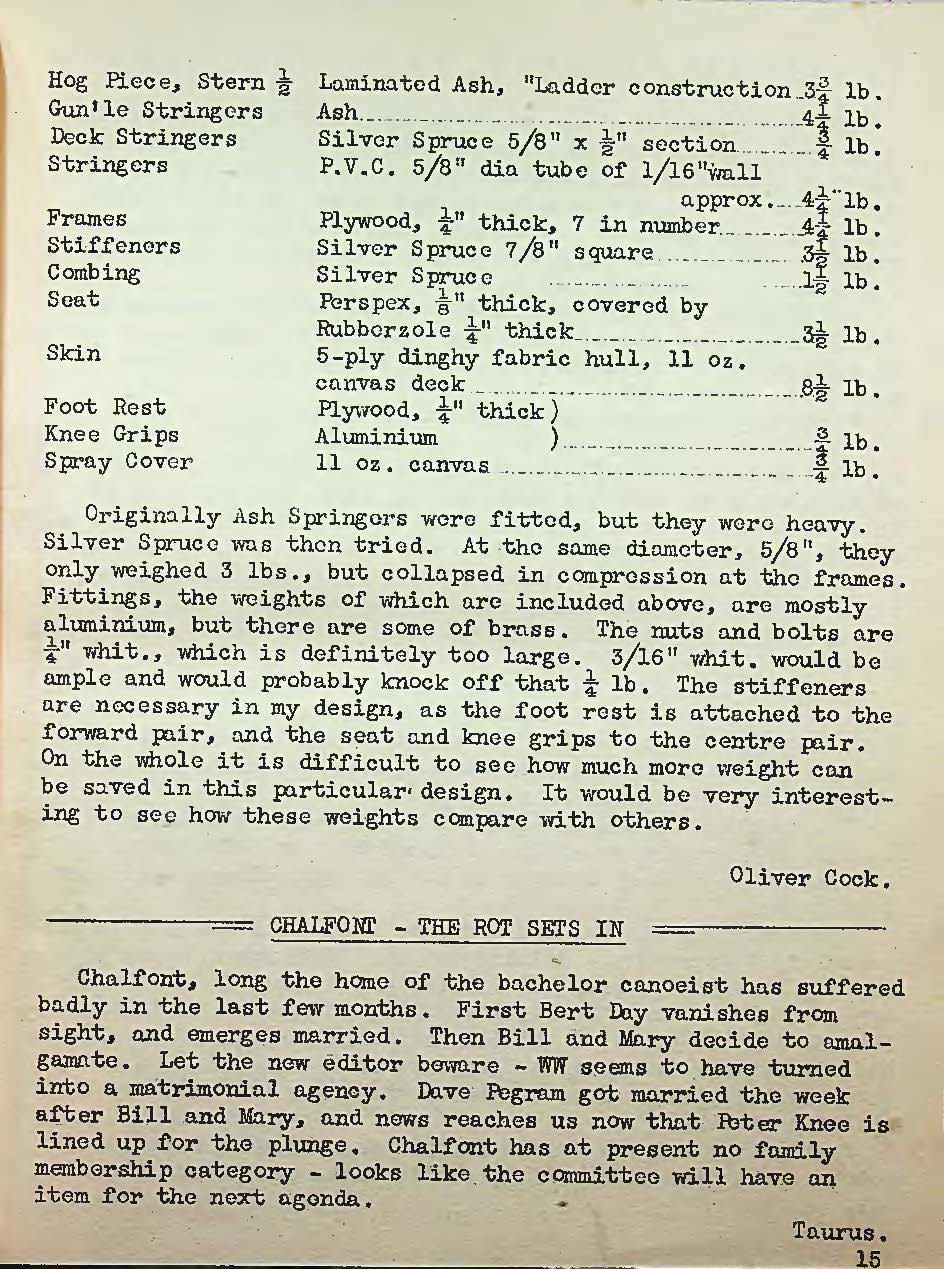 Hog Piece, Stern ½ Laminated Ash, "Ladder construction 3¾ lb.
Gun'le Stringers Ash 4¼ lb.
Deck Stringers Silver Spruce 5/8" x ½" section ¾ lb.
Stringers P.V.C. 5/8" dia tube of 1/16" wall
approx. 4½ lb.
Frames Plywood, ¼" thick, 7 in number 4¼ lb.
Stiffeners Silver Spruce 7/8" square 3½ lb.
Combing Silver Spruce 1½ lb.
Seat Perspex, ⅛" thick, covered by
Rubberzole ¼" thick 3½ lb.
Skin 5-ply dinghy fabric hull, 11 oz.
canvas deck 8½ lb.
Foot Rest Plywood, ¼" thick)
Knee Grips Aluminium ) ¾ lb.
Spray Cover 11 oz. canvas ¾ lb.
Originally Ash Springers were fitted, but they were heavy.
Silver Spruce was then tried. At the same diameter, 5/8", they
only weighed 3 lbs., but collapsed in compression at the frames.
Fittings, the weights of which are included above, are mostly
aluminium, but there are some of brass. The nuts and bolts are
¼" whit., which is definitely too large. 3/16" whit. would be
ample and would probably knock off that ¼ lb. The stiffeners
are necessary in my design, as the foot rest is attached to the
forward pair, and the seat and knee grips to the centre pair.
On the whole it is difficult to see how much more weight can
be saved in this particular design. It would be very interest-
ing to see how these weights compare with others.
Oliver Cock.
CHALFONT - THE ROT SETS IN
Chalfont, long the home of the bachelor canoeist has suffered
badly in the last few months. First Bert Day vanishes from
sight, and emerges married. Then Bill and Mary decide to amal-
gamate. Let the new editor beware - WW seems to have turned
into a matrimonial agency. Dave Pegram got married the week
after Bill and Mary, and news reaches us now that Peter Knee is
lined up for the plunge. Chalfont has at present no family
membership category - looks like the committee will have an
item for the next agenda.
Taurus.
15